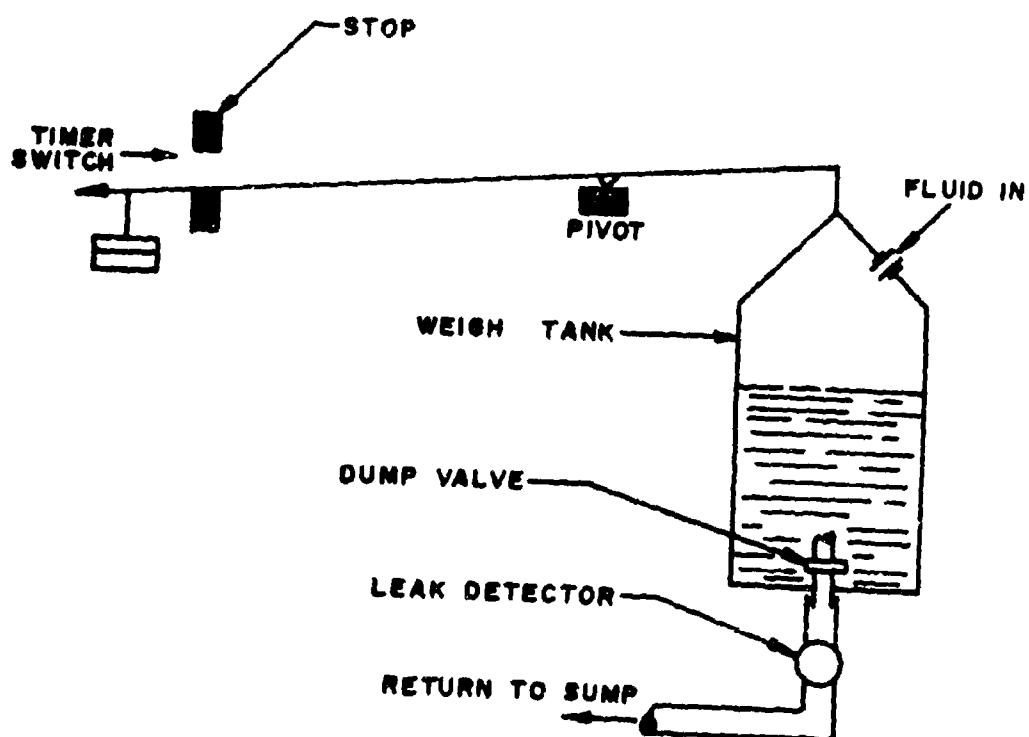 STOP
TIMER
SWITCH
FLUID IN
PIVOT
WEIGH TANK
DUMP VALVE
LEAK DETECTOR
RETURN TO SUMP